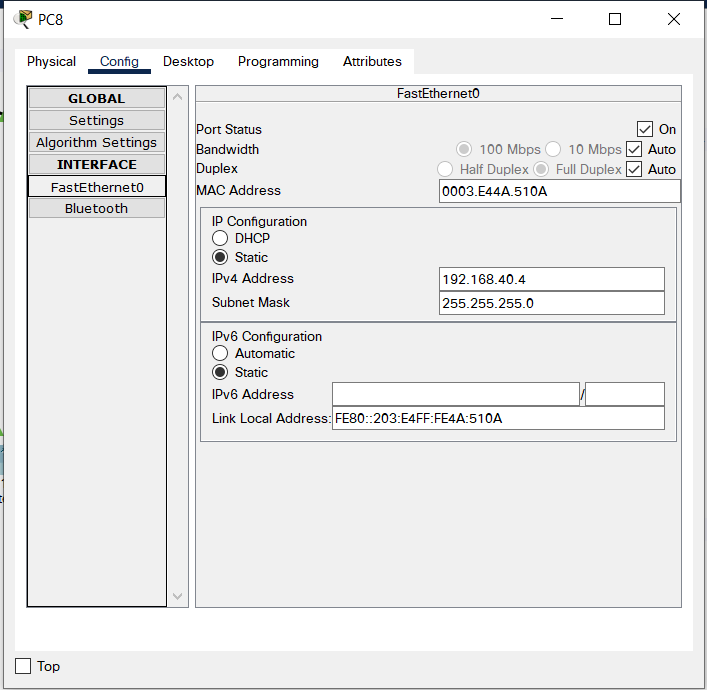 PC8
Physical Config Desktop Programming Attributes
GLOBAL
Settings
Algorithm Settings
INTERFACE
FastEthernet0
Bluetooth
FastEthernet0
Port Status On
Bandwidth 100 Mbps 10 Mbps Auto
Duplex Half Duplex Full Duplex Auto
MAC Address 0003.E44A.510A
IP Configuration
DHCP
Static
IPv4 Address 192.168.40.4
Subnet Mask 255.255.255.0
IPv6 Configuration
Automatic
Static
IPv6 Address /
Link Local Address: FE80::203:E4FF:FE4A:510A
Top